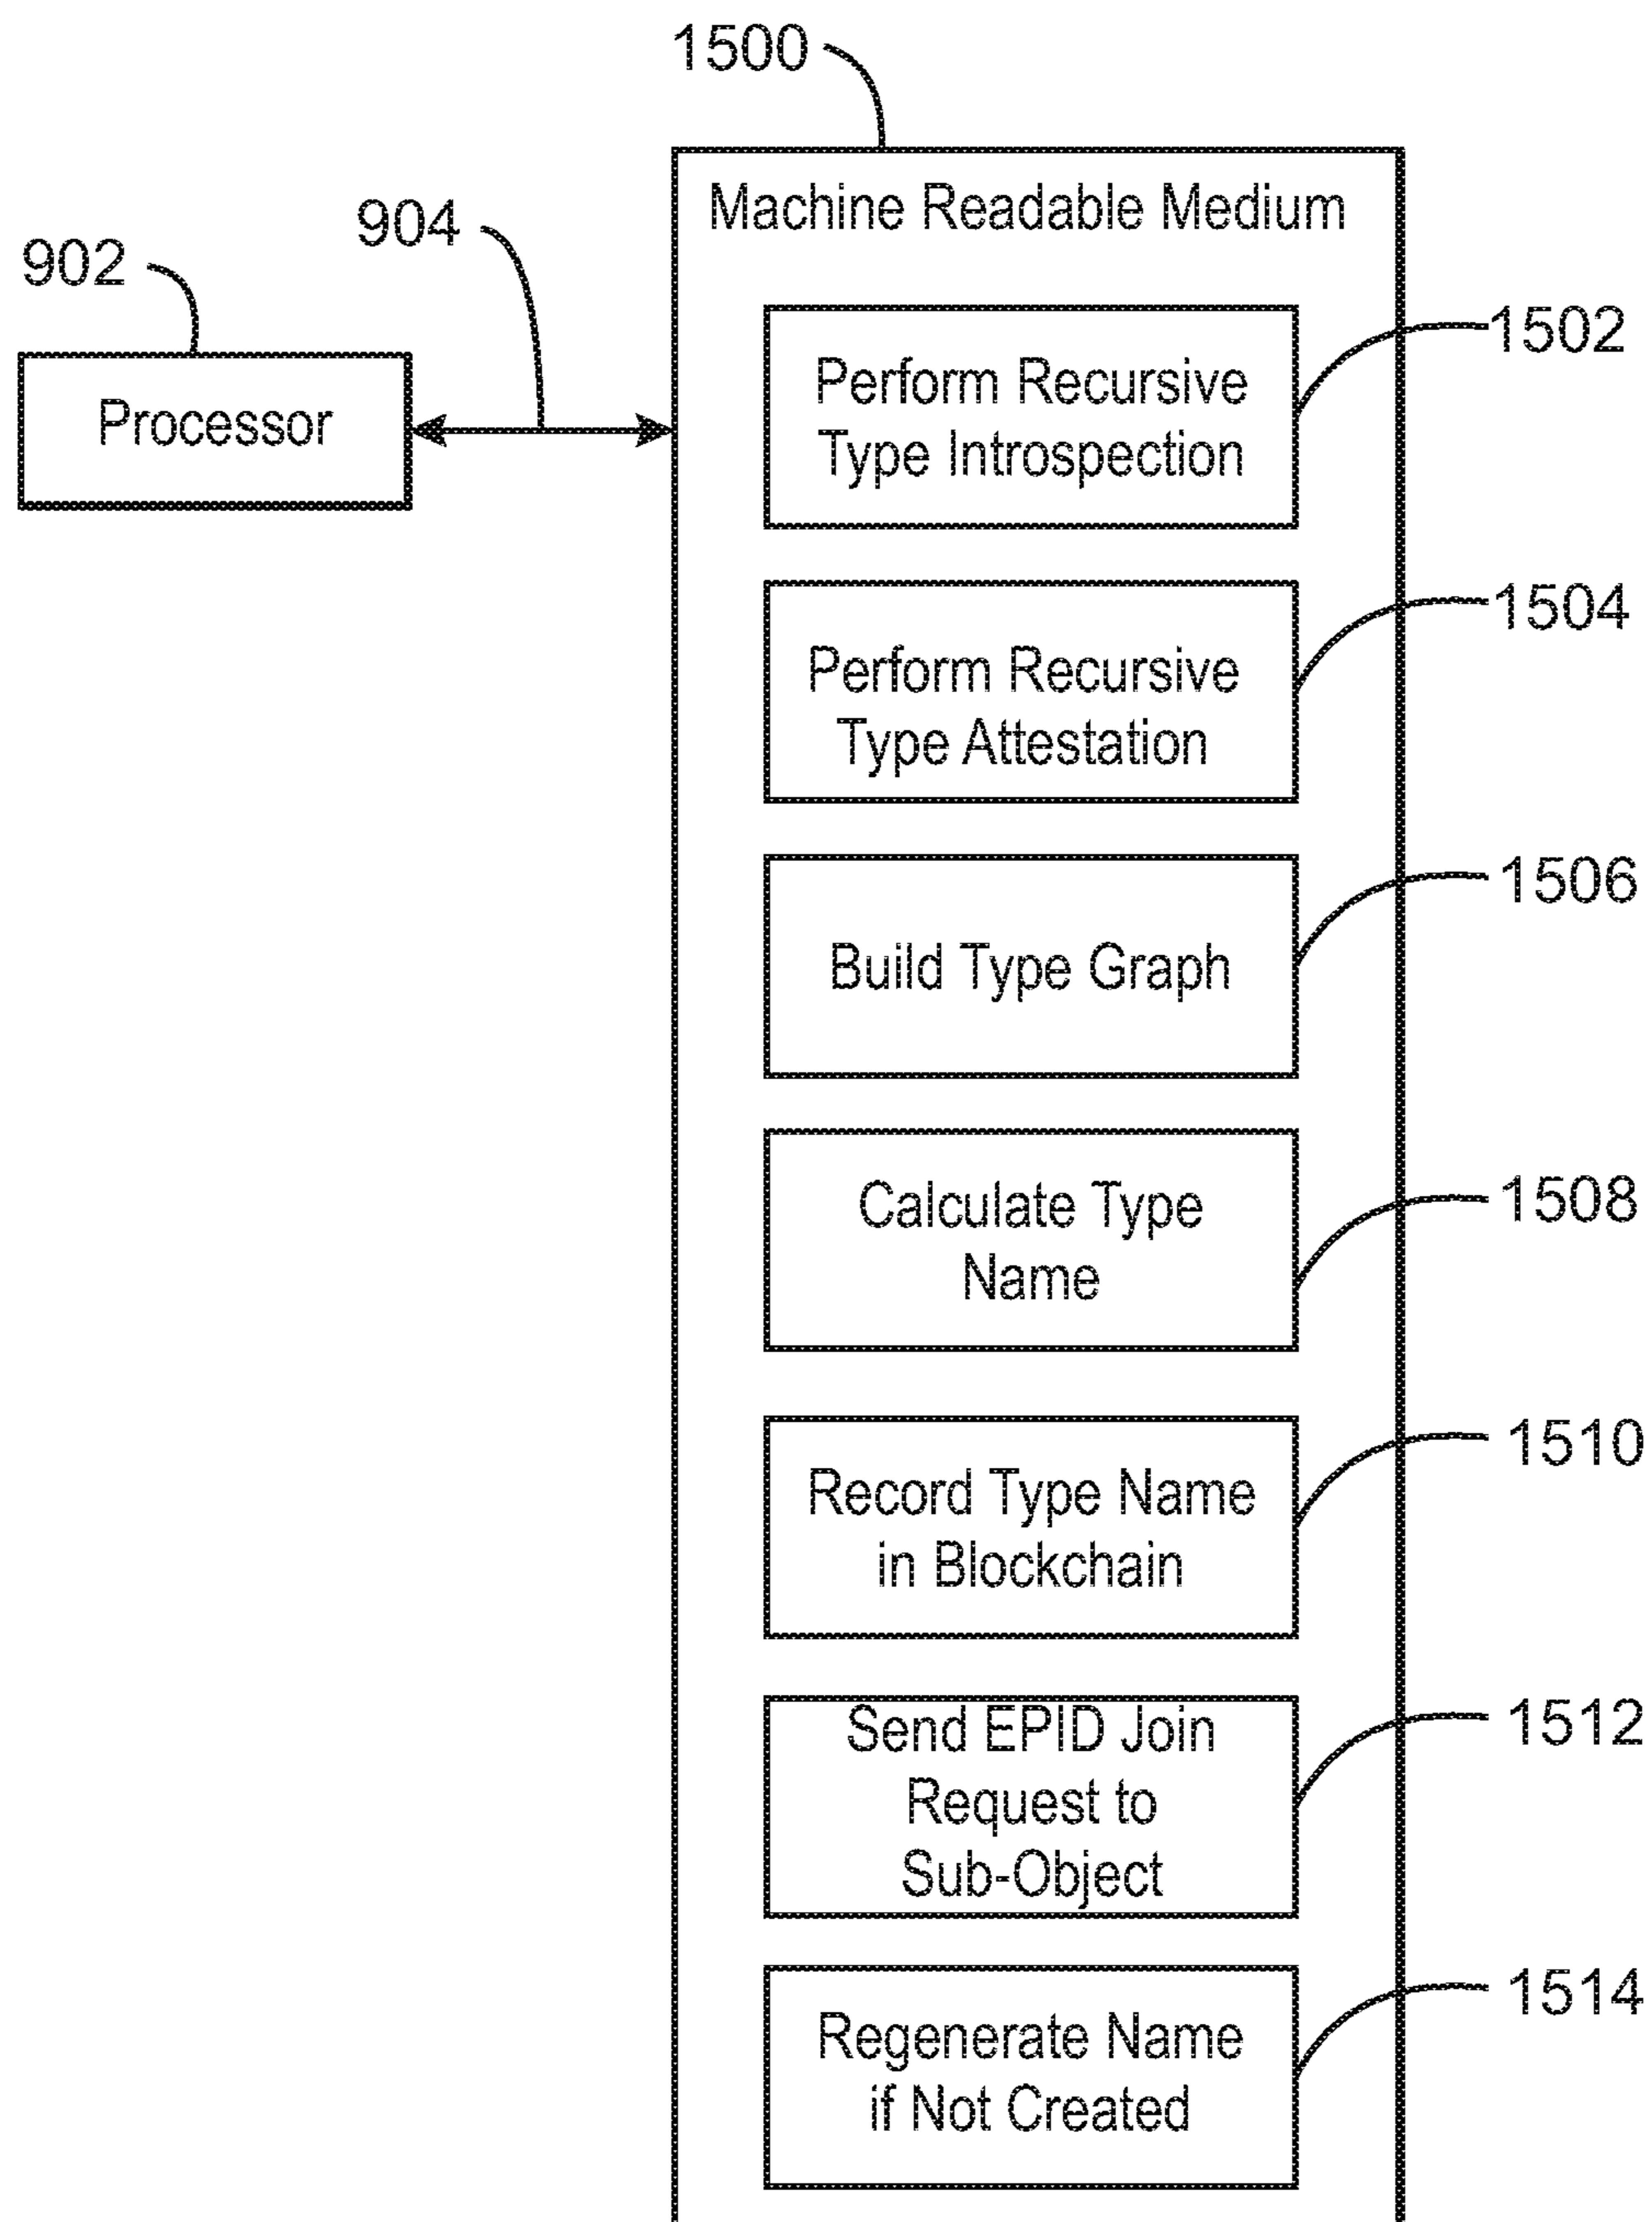 1500
Machine Readable Medium
904
902
Processor
Perform Recursive
Type Introspection
1502
Perform Recursive
Type Attestation
1504
Build Type Graph
1506
Calculate Type
Name
1508
Record Type Name
in Blockchain
1510
Send EPID Join
Request to
Sub-Object
1512
Regenerate Name
if Not Created
1514